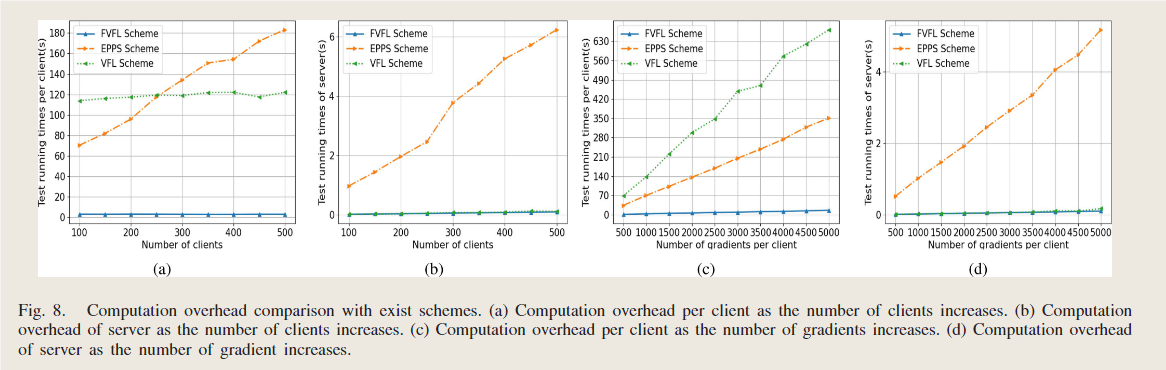 FVFL Scheme
EPPS Scheme
VFL Scheme
Test running times per client(s)
180
160
140
120
100
80
60
40
20
0
100 200 300 400 500
Number of clients
(a)
FVFL Scheme
EPPS Scheme
VFL Scheme
Test running times of server(s)
6
4
2
0
100 200 300 400 500
Number of clients
(b)
FVFL Scheme
EPPS Scheme
VFL Scheme
Test running times per client(s)
630
560
490
420
350
280
210
140
70
0
500 1000 1500 2000 2500 3000 3500 4000 4500 5000
Number of gradients per client
(c)
FVFL Scheme
EPPS Scheme
VFL Scheme
Test running times of server(s)
4
2
0
500 1000 1500 2000 2500 3000 3500 4000 4500 5000
Number of gradients per client
(d)
Fig. 8. Computation overhead comparison with exist schemes. (a) Computation overhead per client as the number of clients increases. (b) Computation
overhead of server as the number of clients increases. (c) Computation overhead per client as the number of gradients increases. (d) Computation overhead
of server as the number of gradient increases.